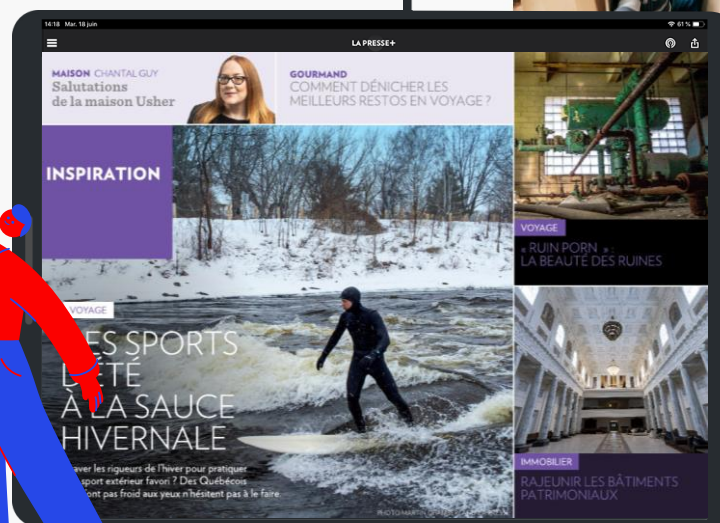 14:18 Mar. 18 juin
61 %
LA PRESSE+
MAISON CHANTAL GUY
Salutations
de la maison Usher
GOURMAND
COMMENT DÉNICHER LES
MEILLEURS RESTOS EN VOYAGE ?
INSPIRATION
VOYAGE
« RUIN PORN » :
LA BEAUTÉ DES RUINES
VOYAGE
ES SPORTS
D'ÉTÉ
À LA SAUCE
HIVERNALE
les rigueurs de l'hiver pour pratiquer
sport extérieur favori ? Des Québécois
font pas froid aux yeux n'hésitent pas à le faire.
PHOTO MARTIN
IMMOBILIER
RAJEUNIR LES BÂTIMENTS
PATRIMONIAUX